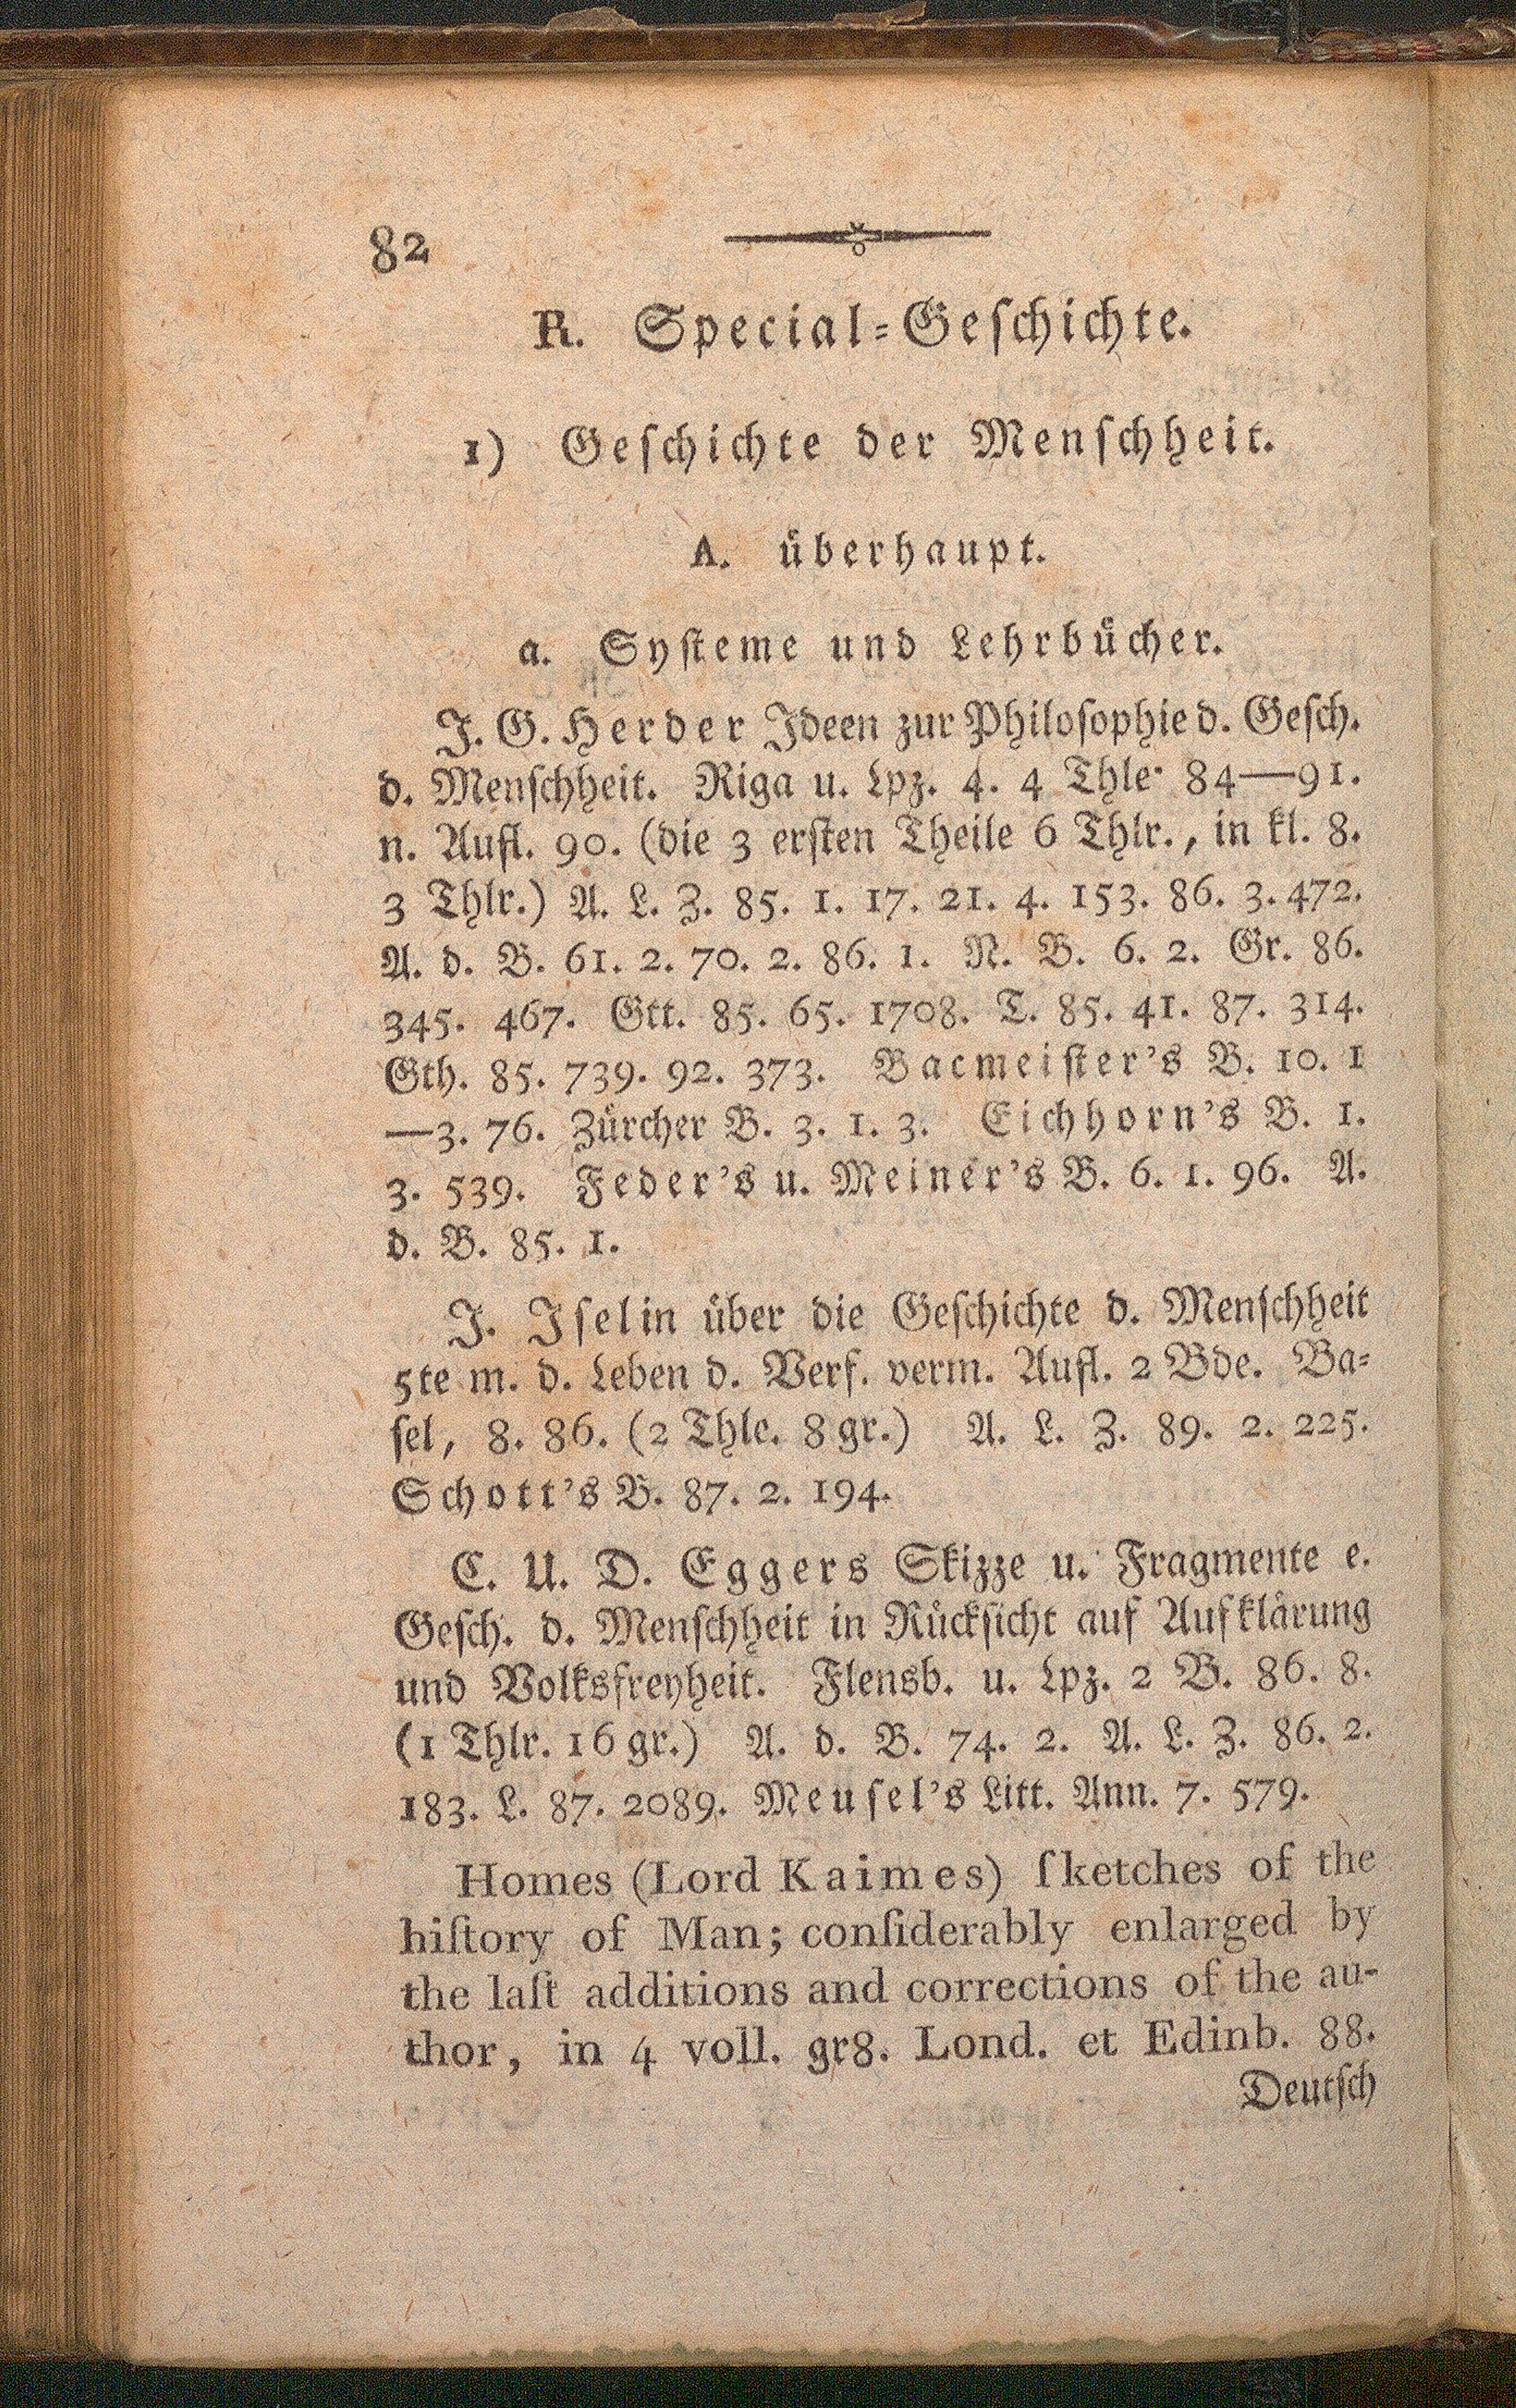 82
R. Special-Geſchichte.
1) Geſchichte der Menſchheit.
A. überhaupt.
a. Syſteme und Lehrbücher.
J. G. Herder Ideen zur Philoſophie d. Geſch.
d. Menſchheit. Riga u. Lpz. 4. 4 Thle. 84—91.
n. Aufl. 90. (die 3 erſten Theile 6 Thlr., in kl. 8.
3 Thlr.) A. L. Z. 85. 1. 17. 21. 4. 153. 86. 3. 472.
A. d. B. 61. 2. 70. 2. 86. 1. N. B. 6. 2. Gr. 86.
345. 467. Gtt. 85. 65. 1708. T. 85. 41. 87. 314.
Gth. 85. 739. 92. 373. Bacmeiſter's B. 10. 1
—3. 76. Zürcher B. 3. 1. 3. Eichhorn's B. 1.
3. 539. Feder's u. Meiner's B. 6. 1. 96. A.
d. B. 85. 1.
J. Iſelin über die Geſchichte d. Menſchheit
5te m. d. Leben d. Verf. verm. Aufl. 2 Bde. Ba-
ſel, 8. 86. (2 Thle. 8 gr.) A. L. Z. 89. 2. 225.
Schott's B. 87. 2. 194.
C. U. D. Eggers Skizze u. Fragmente e.
Geſch. d. Menſchheit in Rückſicht auf Aufklärung
und Volksfreyheit. Flensb. u. Lpz. 2 B. 86. 8.
(1 Thlr. 16 gr.) A. d. B. 74. 2. A. L. Z. 86. 2.
183. L. 87. 2089. Meuſel's Litt. Ann. 7. 579.
Homes (Lord Kaimes) ſketches of the
hiſtory of Man; conſiderably enlarged by
the laſt additions and corrections of the au-
thor, in 4 voll. gr8. Lond. et Edinb. 88.
Deutſch